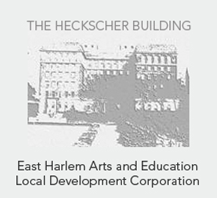 THE HECKSCHER BUILDING
East Harlem Arts and Education
Local Development Corporation